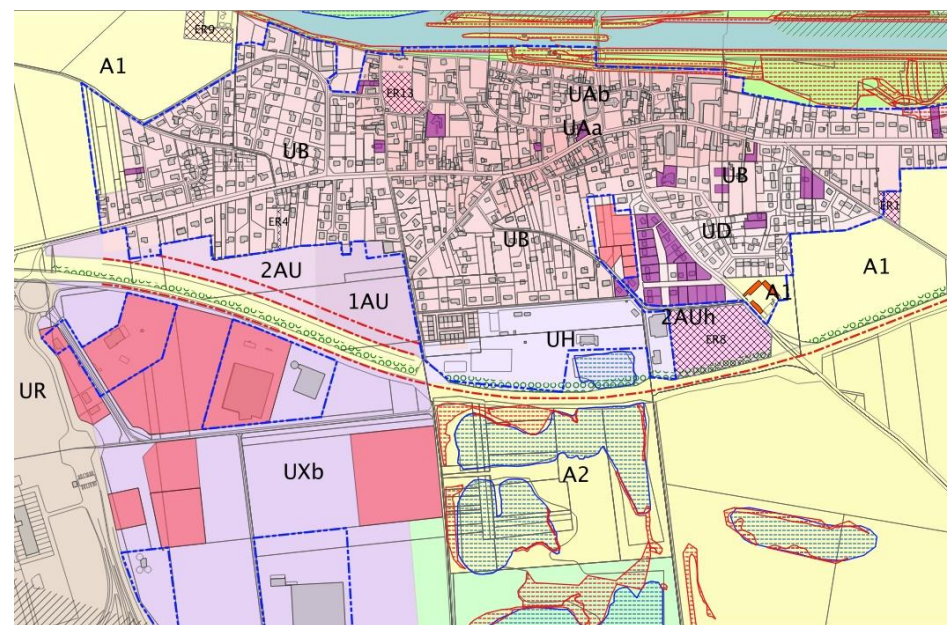 ER9
A1
ER13
UAb
UAa
UB
UB
ER1
ER4
UB
UD
A1
2AU
A1
1AU
2AUh
UH
ER8
UR
UXb
A2